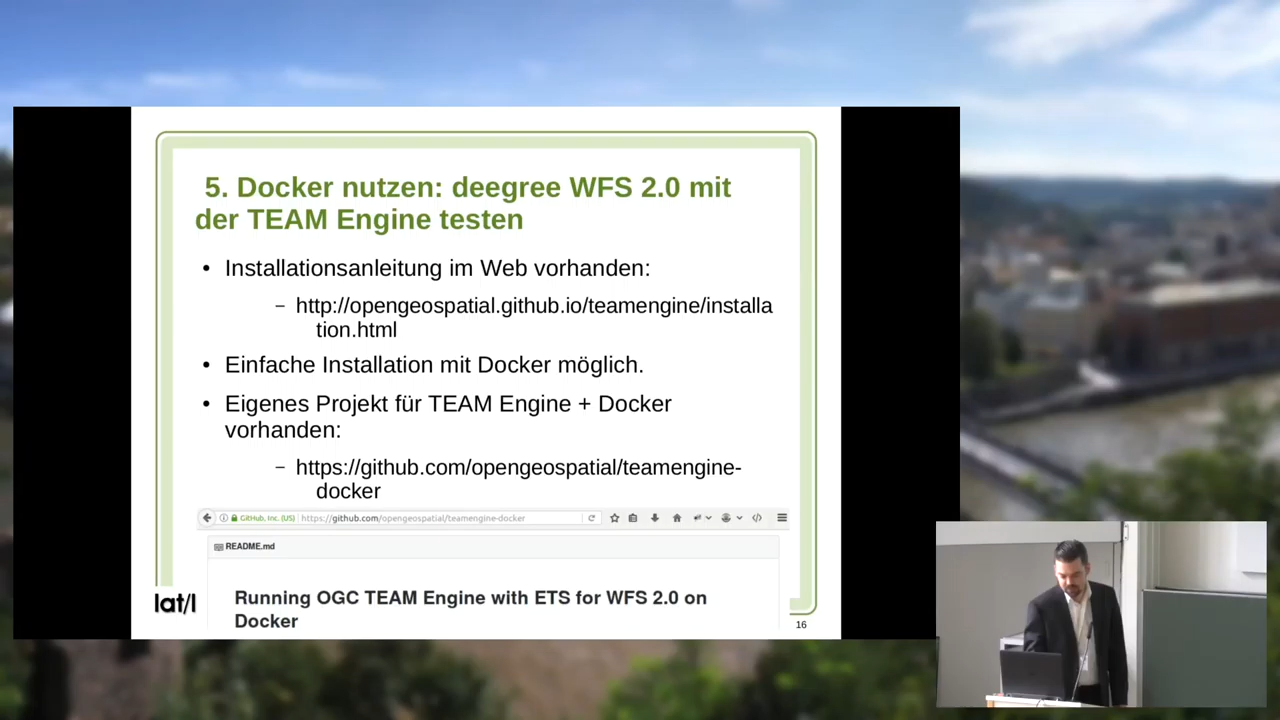 5. Docker nutzen: deegree WFS 2.0 mit
der TEAM Engine testen
• Installationsanleitung im Web vorhanden:
– http://opengeospatial.github.io/teamengine/installa
tion.html
• Einfache Installation mit Docker möglich.
• Eigenes Projekt für TEAM Engine + Docker
vorhanden:
– https://github.com/opengeospatial/teamengine-
docker
GitHub, Inc. (US) https://github.com/opengeospatial/teamengine-docker
README.md
Running OGC TEAM Engine with ETS for WFS 2.0 on
Docker
lat/l
16